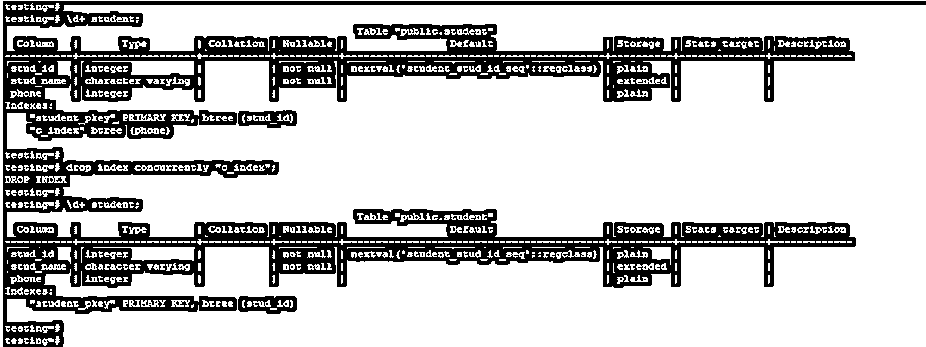 testing=#
testing=# \d+ student;
Table "public.student"
Column | Type | Collation | Nullable | Default | Storage | Stats target | Description
stud_id | integer | | not null | nextval('student_stud_id_seq'::regclass) | plain | |
stud_name | character varying | | not null | | extended | |
phone | integer | | | | plain | |
Indexes:
"student_pkey" PRIMARY KEY, btree (stud_id)
"c_index" btree (phone)
testing=#
testing=# drop index concurrently "c_index";
DROP INDEX
testing=#
testing=# \d+ student;
Table "public.student"
Column | Type | Collation | Nullable | Default | Storage | Stats target | Description
stud_id | integer | | not null | nextval('student_stud_id_seq'::regclass) | plain | |
stud_name | character varying | | not null | | extended | |
phone | integer | | | | plain | |
Indexes:
"student_pkey" PRIMARY KEY, btree (stud_id)
testing=#
testing=#